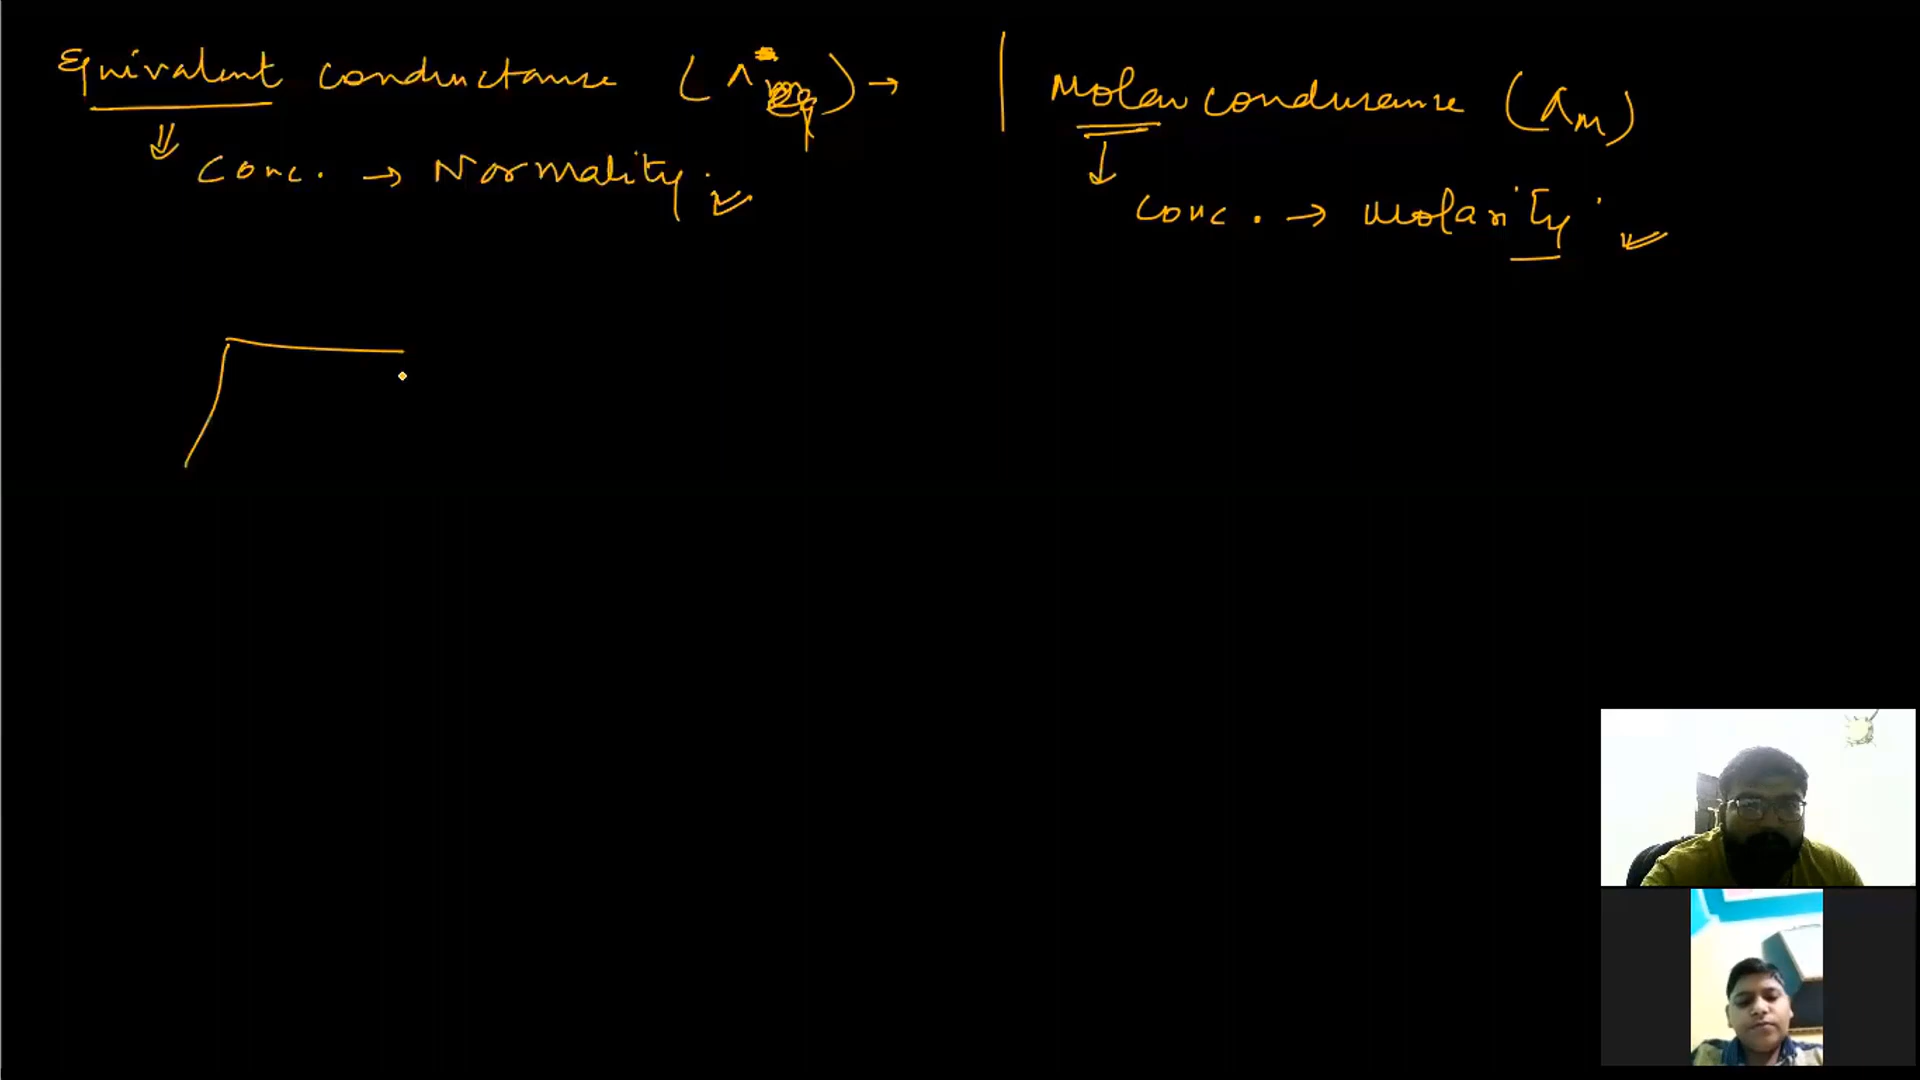 Equivalent conductance (Λeq) →
⇓ Conc. → Normality.
Molar conductance (Λm)
↓ Conc. → Molarity.